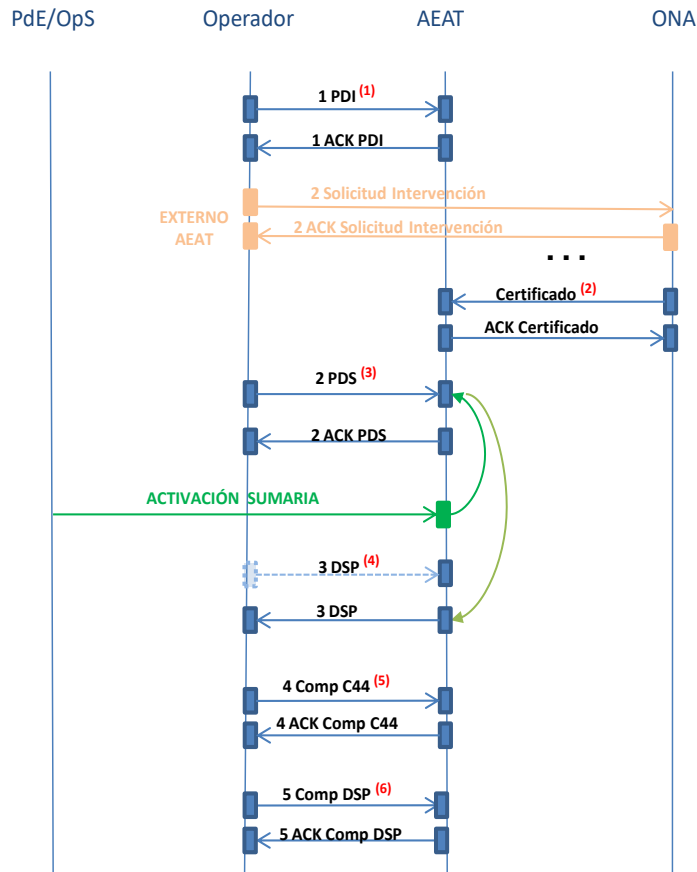 PdE/OpS Operador AEAT ONA
1 PDI (1)
1 ACK PDI
2 Solicitud Intervención
EXTERNO
AEAT
2 ACK Solicitud Intervención
...
Certificado (2)
ACK Certificado
2 PDS (3)
2 ACK PDS
ACTIVACIÓN SUMARIA
3 DSP (4)
3 DSP
4 Comp C44 (5)
4 ACK Comp C44
5 Comp DSP (6)
5 ACK Comp DSP